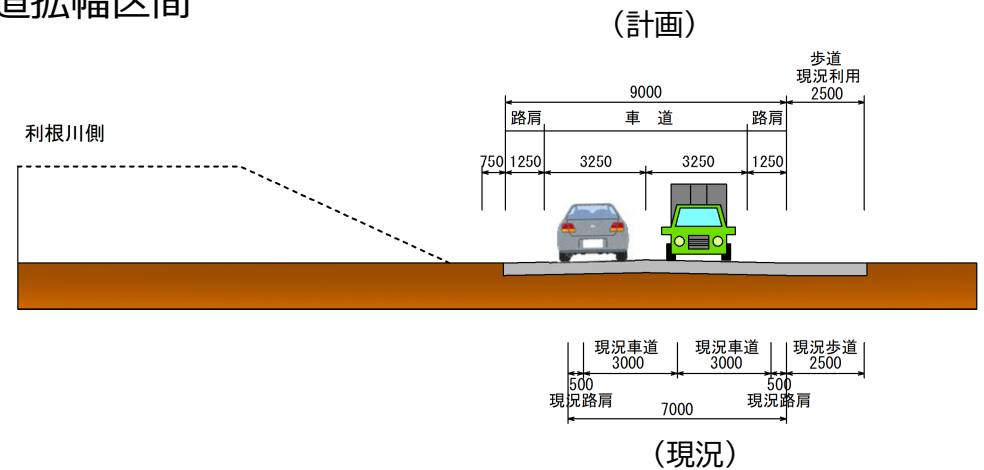 道拡幅区間
（計画）
歩道
現況利用
9000
2500
路肩
車 道
路肩
利根川側
750
1250
3250
3250
1250
現況車道
現況車道
現況歩道
3000
3000
2500
500
500
現況路肩
現況路肩
7000
（現況）